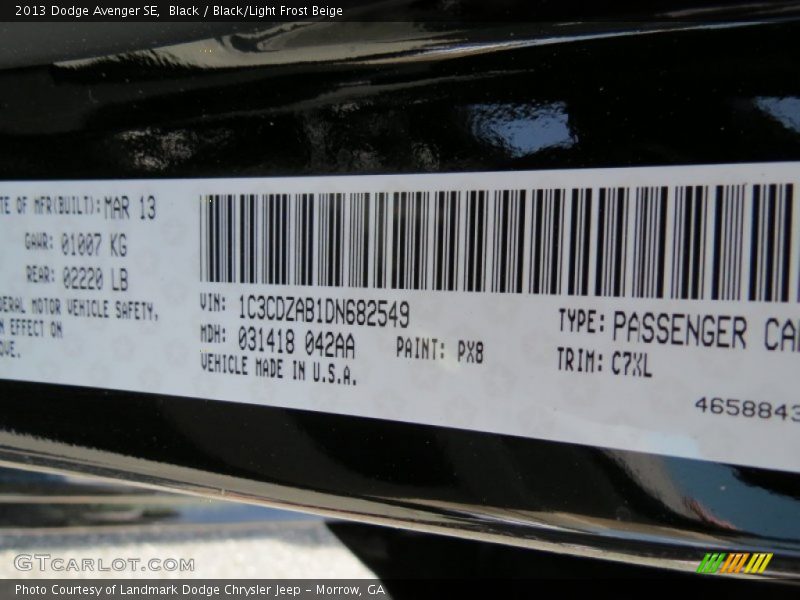 2013 Dodge Avenger SE,  Black / Black/Light Frost Beige
TE OF MFR(BUILT): MAR 13
GAWR: 01007 KG
REAR: 02220 LB
DERAL MOTOR VEHICLE SAFETY,
N EFFECT ON
OVE.
VIN: 1C3CDZAB1DN682549
MDH: 031418 042AA PAINT: PX8
VEHICLE MADE IN U.S.A.
TYPE: PASSENGER CA
TRIM: C7XL
4658843
GTCARLOT.COM
Photo Courtesy of Landmark Dodge Chrysler Jeep – Morrow, GA